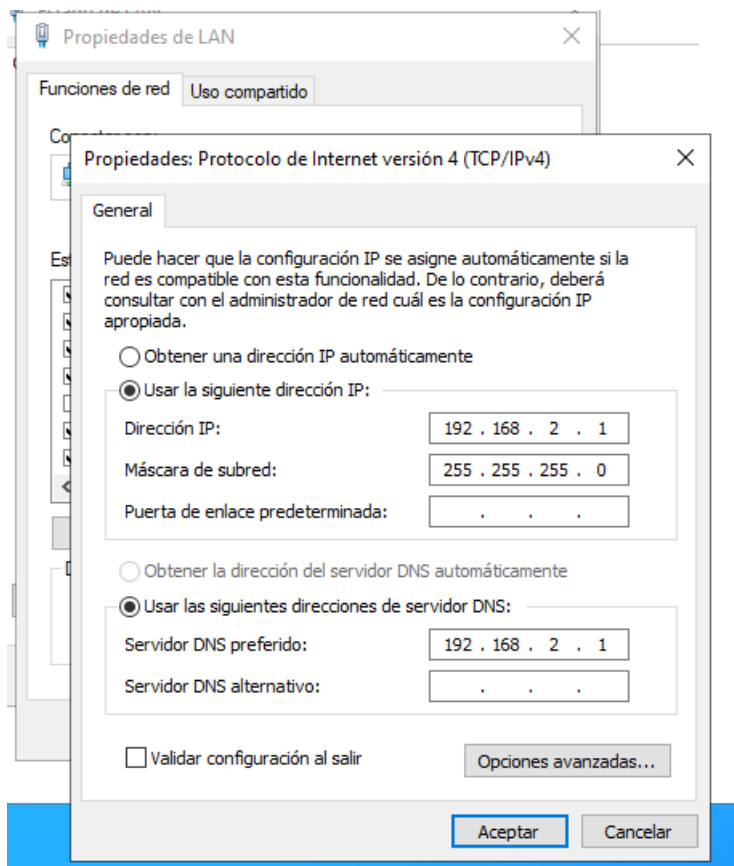 Propiedades de LAN
Funciones de red
Uso compartido
Propiedades: Protocolo de Internet versión 4 (TCP/IPv4)
General
Puede hacer que la configuración IP se asigne automáticamente si la
red es compatible con esta funcionalidad. De lo contrario, deberá
consultar con el administrador de red cuál es la configuración IP
apropiada.
Obtener una dirección IP automáticamente
Usar la siguiente dirección IP:
Dirección IP: 192 . 168 . 2 . 1
Máscara de subred: 255 . 255 . 255 . 0
Puerta de enlace predeterminada: . . .
Obtener la dirección del servidor DNS automáticamente
Usar las siguientes direcciones de servidor DNS:
Servidor DNS preferido: 192 . 168 . 2 . 1
Servidor DNS alternativo: . . .
Validar configuración al salir
Opciones avanzadas...
Aceptar
Cancelar